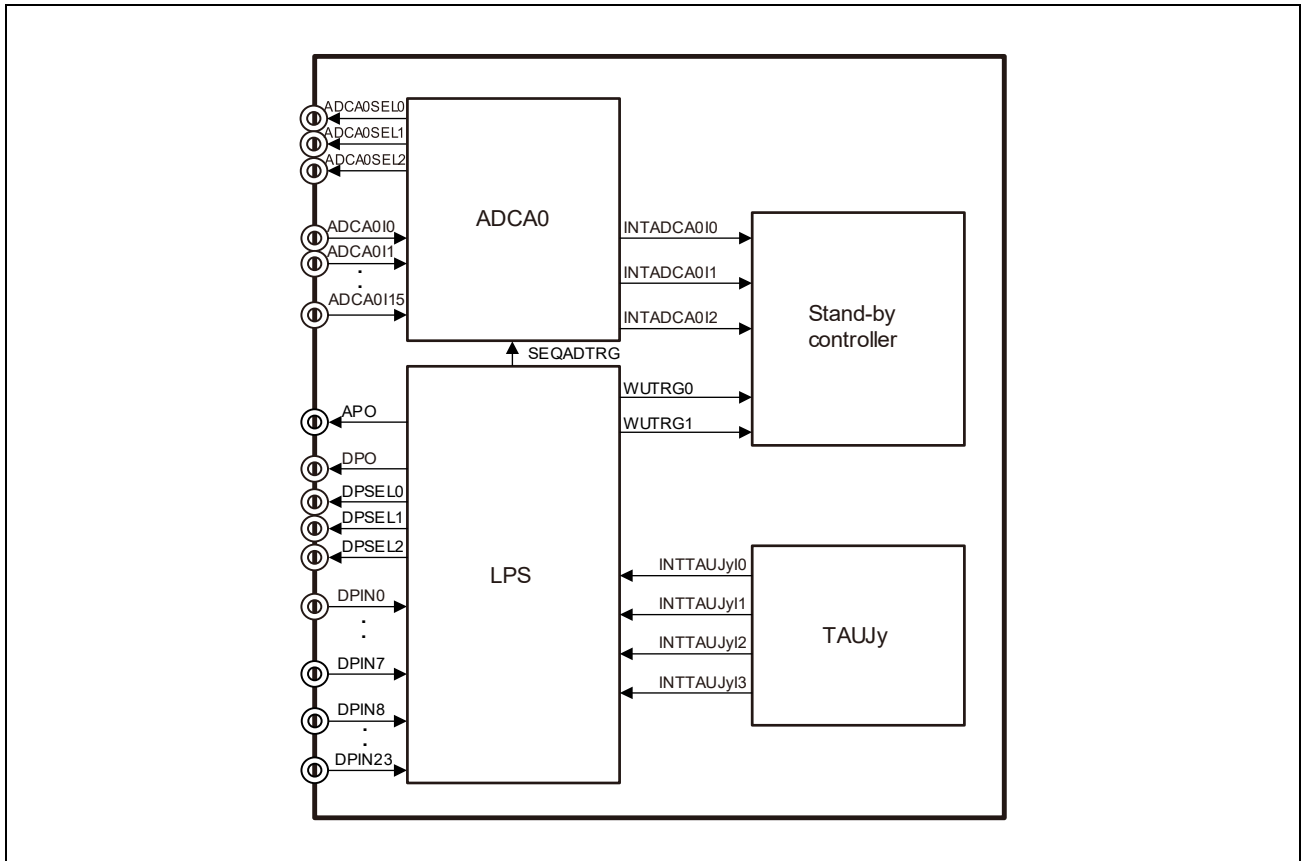 ADCA0SEL0
ADCA0SEL1
ADCA0SEL2
ADCA0I0
ADCA0I1
ADCA0I15
ADCA0
INTADCA0I0
INTADCA0I1
INTADCA0I2
Stand-by
controller
SEQADTRG
WUTRG0
WUTRG1
APO
DPO
DPSEL0
DPSEL1
DPSEL2
DPIN0
DPIN7
DPIN8
DPIN23
LPS
INTTAUJyI0
INTTAUJyI1
INTTAUJyI2
INTTAUJyI3
TAUJy